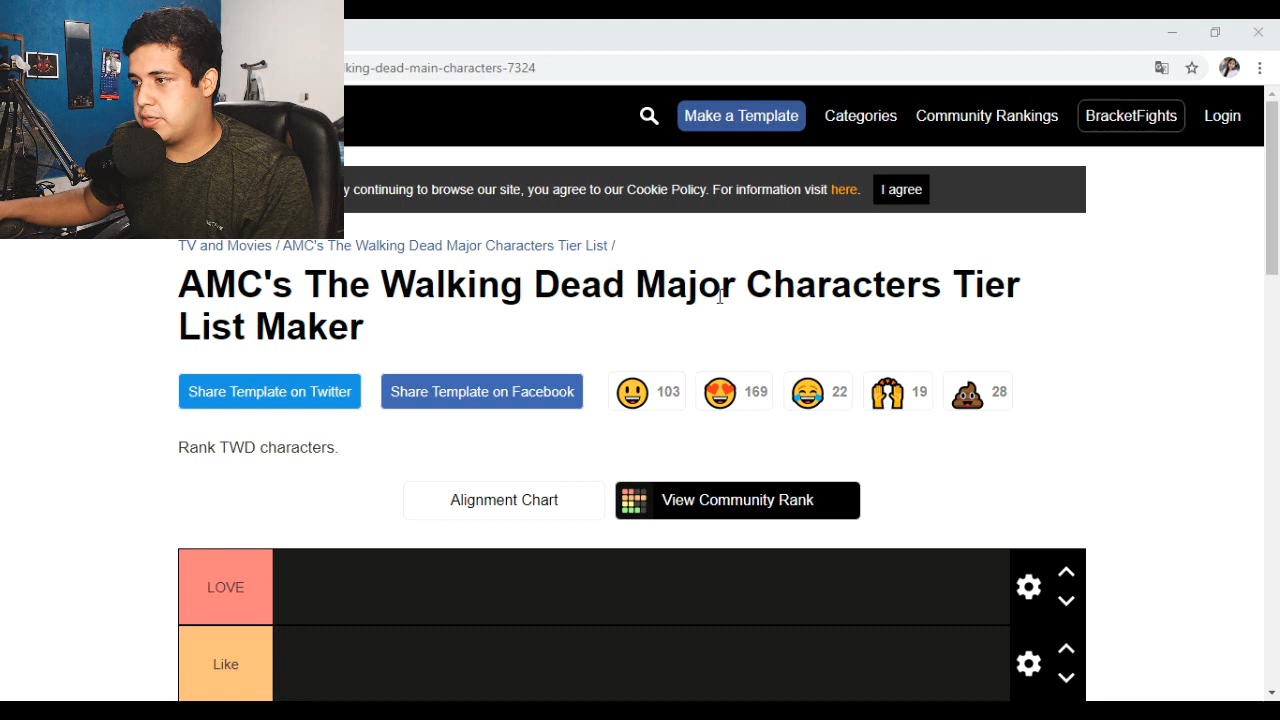 king-dead-main-characters-7324
Make a Template Categories Community Rankings BracketFights Login
y continuing to browse our site, you agree to our Cookie Policy. For information visit here. I agree
TV and Movies / AMC's The Walking Dead Major Characters Tier List /
AMC's The Walking Dead Major Characters Tier
List Maker
Share Template on Twitter Share Template on Facebook 103 169 22 19 28
Rank TWD characters.
Alignment Chart View Community Rank
LOVE
Like